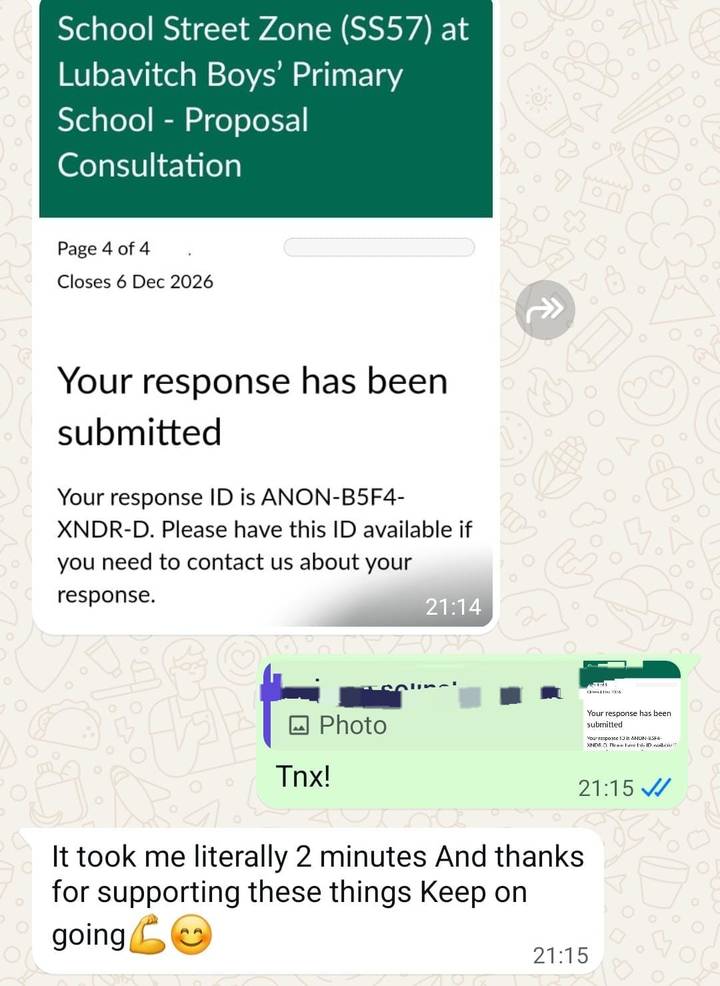 School Street Zone (SS57) at
Lubavitch Boys’ Primary
School - Proposal
Consultation
Page 4 of 4
Closes 6 Dec 2026
Your response has been
submitted
Your response ID is ANON-B5F4-
XNDR-D. Please have this ID available if
you need to contact us about your
response.
21:14
Photo
Your response has been
submitted
Tnx!
21:15
It took me literally 2 minutes And thanks
for supporting these things Keep on
going💪😊
21:15